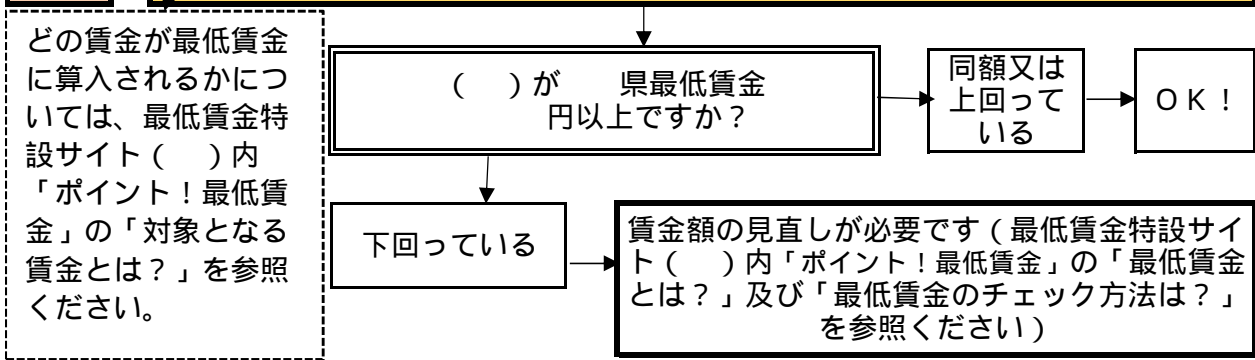 どの賃金が最低賃金
に算入されるかにつ
いては、最低賃金特
設サイト(　)内
「ポイント!最低賃
金」の「対象となる
賃金とは?」を参照
ください。
(　)が　　県最低賃金
円以上ですか?
同額又は
上回って
いる
OK!
下回っている
賃金額の見直しが必要です(最低賃金特設サイ
ト(　)内「ポイント!最低賃金」の「最低賃金
とは?」及び「最低賃金のチェック方法は?」
を参照ください)